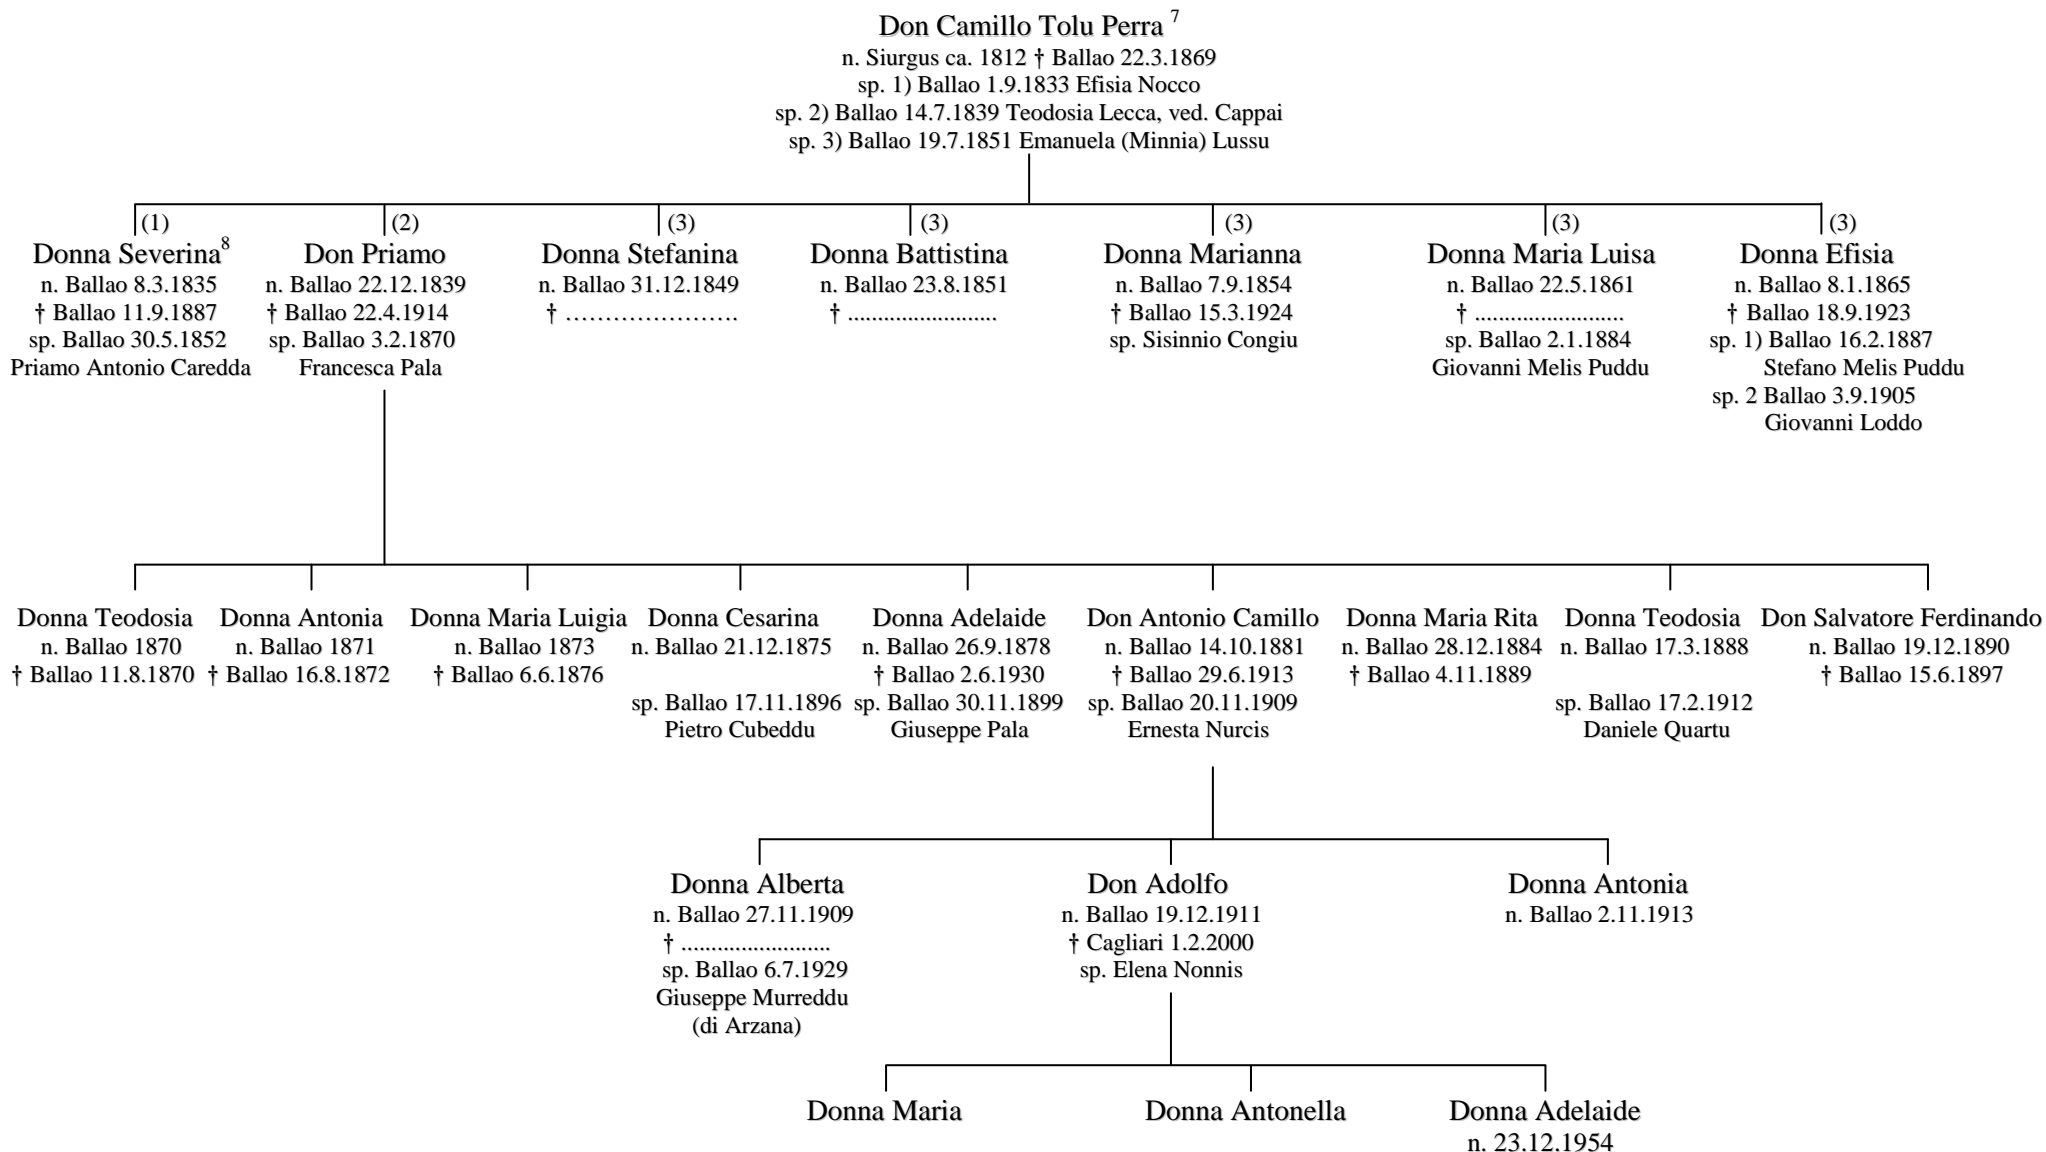 Don Camillo Tolu Perra 7
n. Siurgus ca. 1812 † Ballao 22.3.1869
sp. 1) Ballao 1.9.1833 Efisia Nocco
sp. 2) Ballao 14.7.1839 Teodosia Lecca, ved. Cappai
sp. 3) Ballao 19.7.1851 Emanuela (Minnia) Lussu
(1)
Donna Severina8
n. Ballao 8.3.1835
† Ballao 11.9.1887
sp. Ballao 30.5.1852
Priamo Antonio Caredda
(2)
Don Priamo
n. Ballao 22.12.1839
† Ballao 22.4.1914
sp. Ballao 3.2.1870
Francesca Pala
(3)
Donna Stefanina
n. Ballao 31.12.1849
† ……………………
(3)
Donna Battistina
n. Ballao 23.8.1851
† .........................
(3)
Donna Marianna
n. Ballao 7.9.1854
† Ballao 15.3.1924
sp. Sisinnio Congiu
(3)
Donna Maria Luisa
n. Ballao 22.5.1861
† .........................
sp. Ballao 2.1.1884
Giovanni Melis Puddu
(3)
Donna Efisia
n. Ballao 8.1.1865
† Ballao 18.9.1923
sp. 1) Ballao 16.2.1887
Stefano Melis Puddu
sp. 2 Ballao 3.9.1905
Giovanni Loddo
Donna Teodosia
n. Ballao 1870
† Ballao 11.8.1870
Donna Antonia
n. Ballao 1871
† Ballao 16.8.1872
Donna Maria Luigia
n. Ballao 1873
† Ballao 6.6.1876
Donna Cesarina
n. Ballao 21.12.1875
sp. Ballao 17.11.1896
Pietro Cubeddu
Donna Adelaide
n. Ballao 26.9.1878
† Ballao 2.6.1930
sp. Ballao 30.11.1899
Giuseppe Pala
Don Antonio Camillo
n. Ballao 14.10.1881
† Ballao 29.6.1913
sp. Ballao 20.11.1909
Ernesta Nurcis
Donna Maria Rita
n. Ballao 28.12.1884
† Ballao 4.11.1889
Donna Teodosia
n. Ballao 17.3.1888
sp. Ballao 17.2.1912
Daniele Quartu
Don Salvatore Ferdinando
n. Ballao 19.12.1890
† Ballao 15.6.1897
Donna Alberta
n. Ballao 27.11.1909
† .........................
sp. Ballao 6.7.1929
Giuseppe Murreddu
(di Arzana)
Don Adolfo
n. Ballao 19.12.1911
† Cagliari 1.2.2000
sp. Elena Nonnis
Donna Antonia
n. Ballao 2.11.1913
Donna Maria
Donna Antonella
Donna Adelaide
n. 23.12.1954